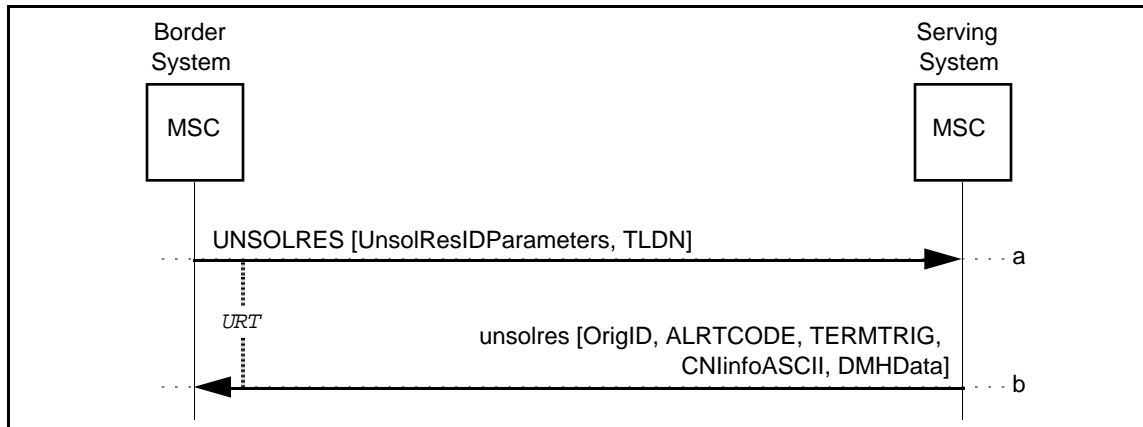 Border
System
Serving
System
MSC
MSC
UNSOLRES [UnsolResIDParameters, TLDN]
a
URT
unsolres [OrigID, ALRTCODE, TERMTRIG,
CNIinfoASCII, DMHData]
b